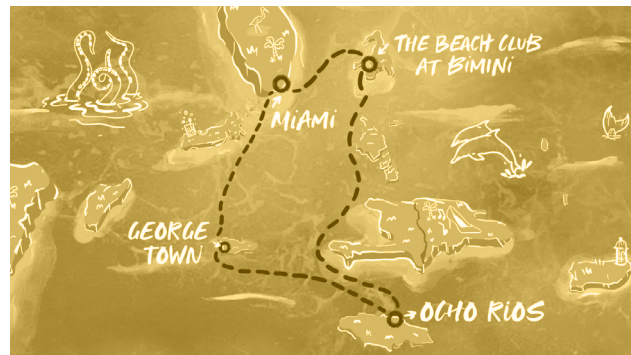 THE BEACH CLUB
AT BIMINI
MIAMI
GEORGE
TOWN
OCHO RIOS